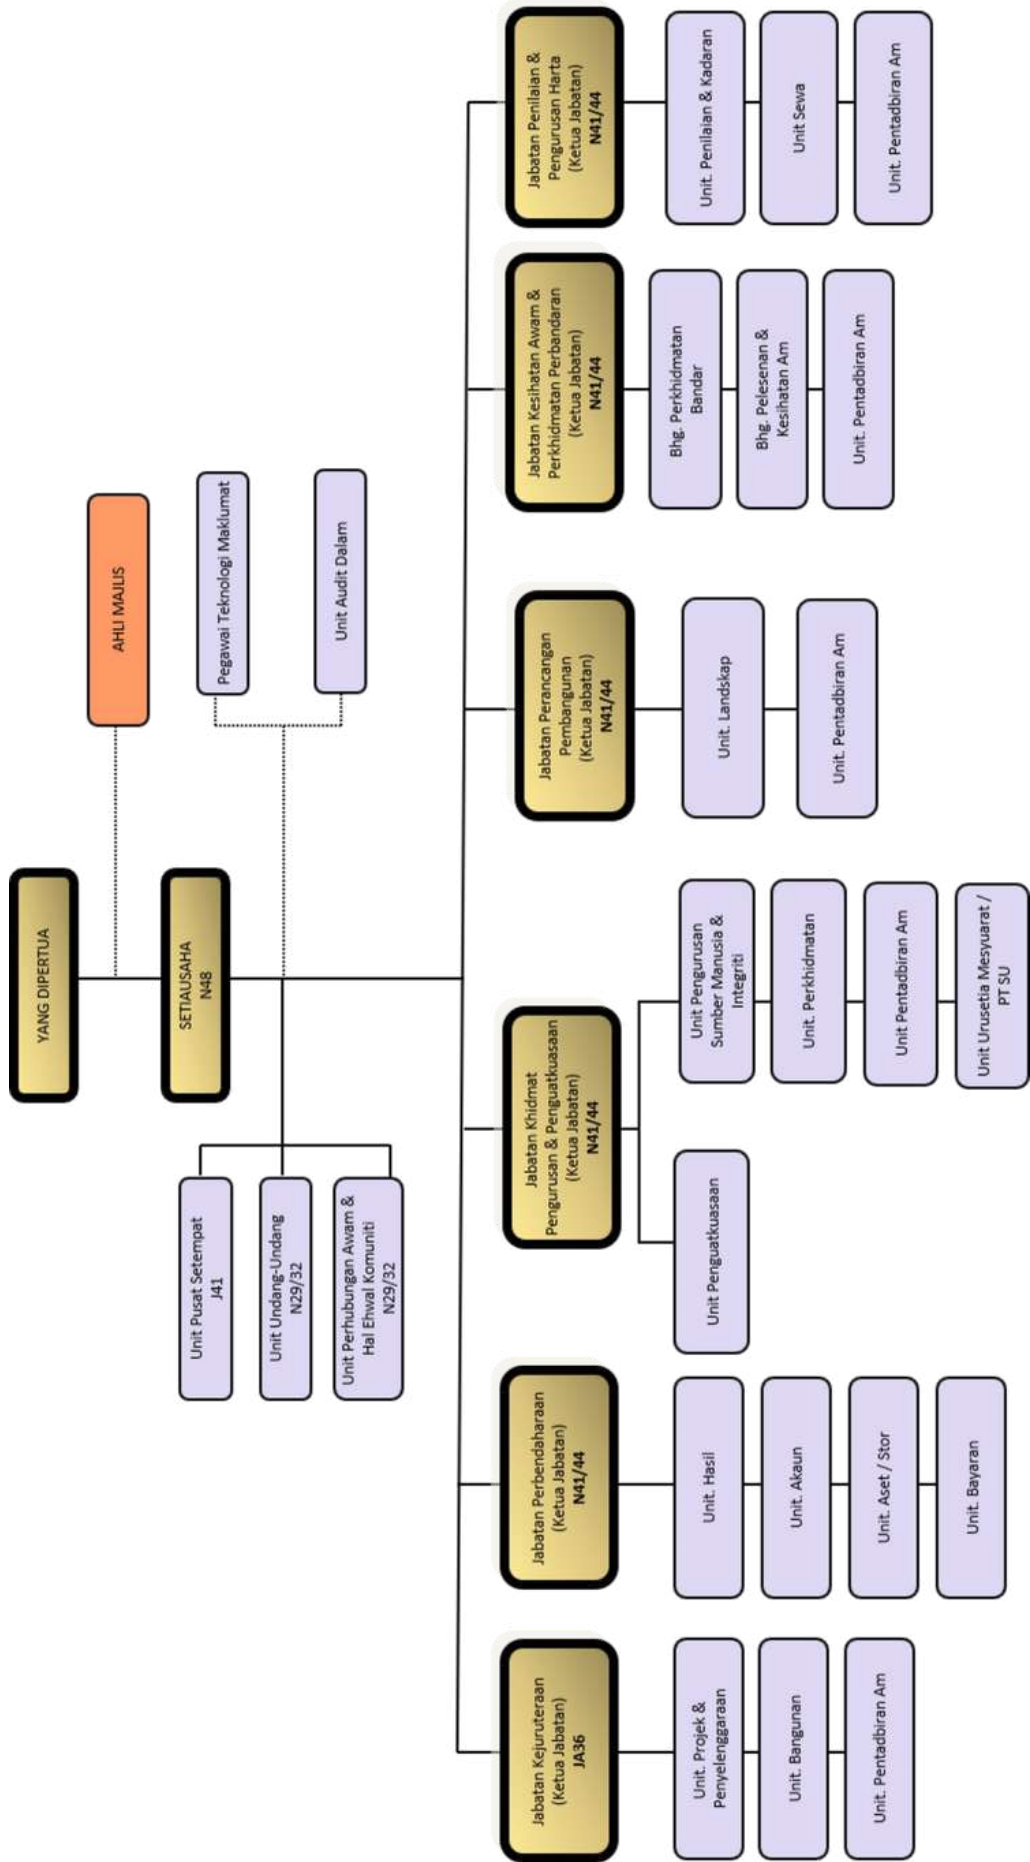 YANG DIPERTUA
AHLI MAJLIS
SETIAUSAHA
N48
Unit Pusat Setempat
J41
Unit Undang-Undang
N29/32
Unit Perhubungan Awam &
Hal Ehwal Komuniti
N29/32
Pegawai Teknologi Maklumat
Unit Audit Dalam
Jabatan Kejuruteraan
(Ketua Jabatan)
JA36
Unit. Projek &
Penyelenggaraan
Unit. Bangunan
Unit. Pentadbiran Am
Jabatan Perbendaharaan
(Ketua Jabatan)
N41/44
Unit. Hasil
Unit. Akaun
Unit. Aset / Stor
Unit. Bayaran
Jabatan Khidmat
Pengurusan & Penguatkuasaan
(Ketua Jabatan)
N41/44
Unit Penguatkuasaan
Unit Pengurusan
Sumber Manusia &
Integriti
Unit. Perkhidmatan
Unit Pentadbiran Am
Unit Urusetia Mesyuarat /
PT SU
Jabatan Perancangan
Pembangunan
(Ketua Jabatan)
N41/44
Unit. Landskap
Unit. Pentadbiran Am
Jabatan Kesihatan Awam &
Perkhidmatan Perbandaran
(Ketua Jabatan)
N41/44
Bhg. Perkhidmatan
Bandar
Bhg. Pelesenan &
Kesihatan Am
Unit. Pentadbiran Am
Jabatan Penilaian &
Pengurusan Harta
(Ketua Jabatan)
N41/44
Unit. Penilaian & Kadaran
Unit Sewa
Unit. Pentadbiran Am